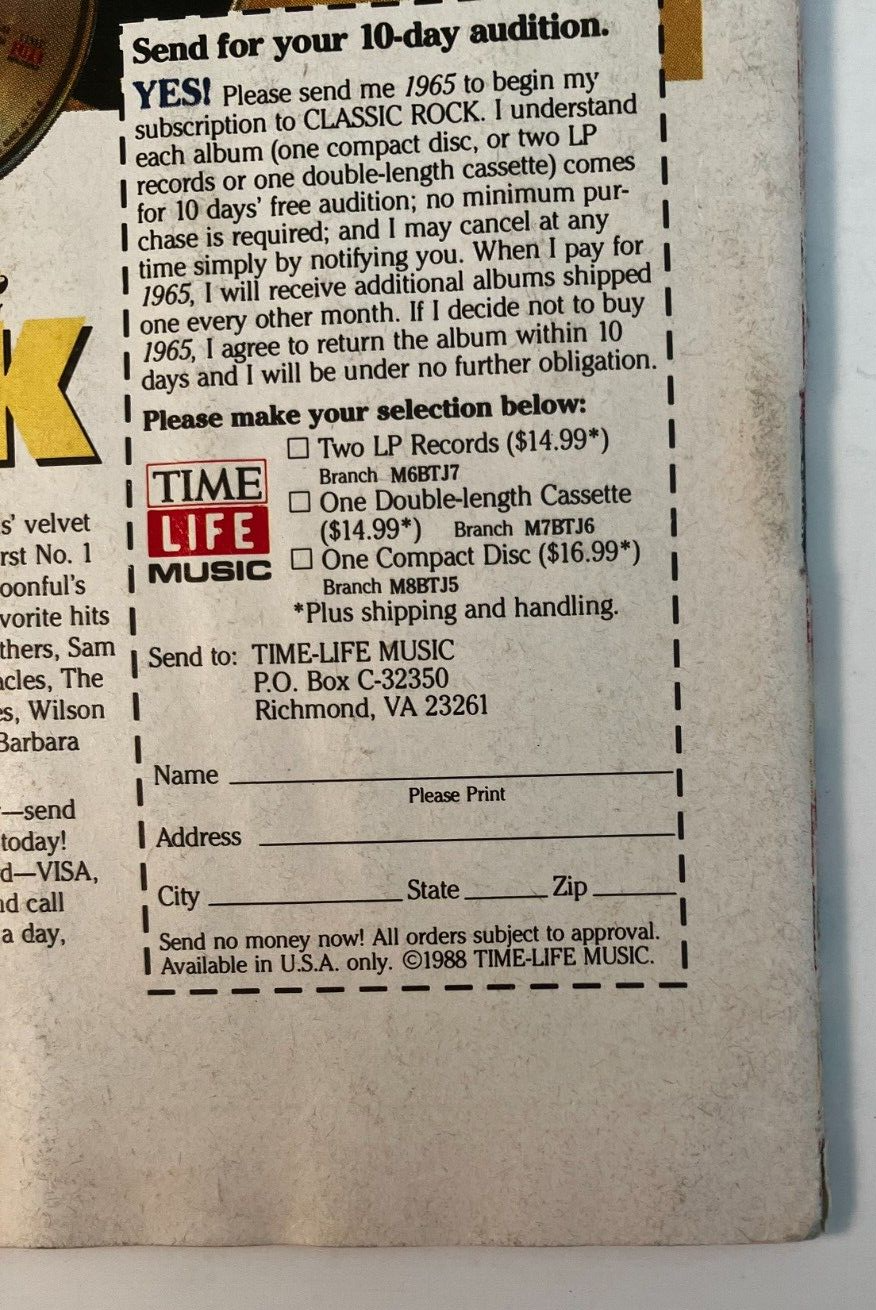 Send for your 10-day audition.
YES! Please send me 1965 to begin my
subscription to CLASSIC ROCK. I understand
each album (one compact disc, or two LP
records or one double-length cassette) comes
for 10 days' free audition; no minimum pur-
chase is required; and I may cancel at any
time simply by notifying you. When I pay for
1965, I will receive additional albums shipped
one every other month. If I decide not to buy
1965, I agree to return the album within 10
days and I will be under no further obligation.
Please make your selection below:
TIME
LIFE
MUSIC
Two LP Records ($14.99*)
Branch M6BTJ7
One Double-length Cassette
($14.99*) Branch M7BTJ6
One Compact Disc ($16.99*)
Branch M8BTJ5
*Plus shipping and handling.
Send to: TIME-LIFE MUSIC
P.O. Box C-32350
Richmond, VA 23261
Name
Please Print
Address
City State Zip
Send no money now! All orders subject to approval.
Available in U.S.A. only. ©1988 TIME-LIFE MUSIC.
K
s' velvet
rst No. 1
oonful's
vorite hits
thers, Sam
acles, The
es, Wilson
Barbara
—send
today!
d—VISA,
nd call
a day,